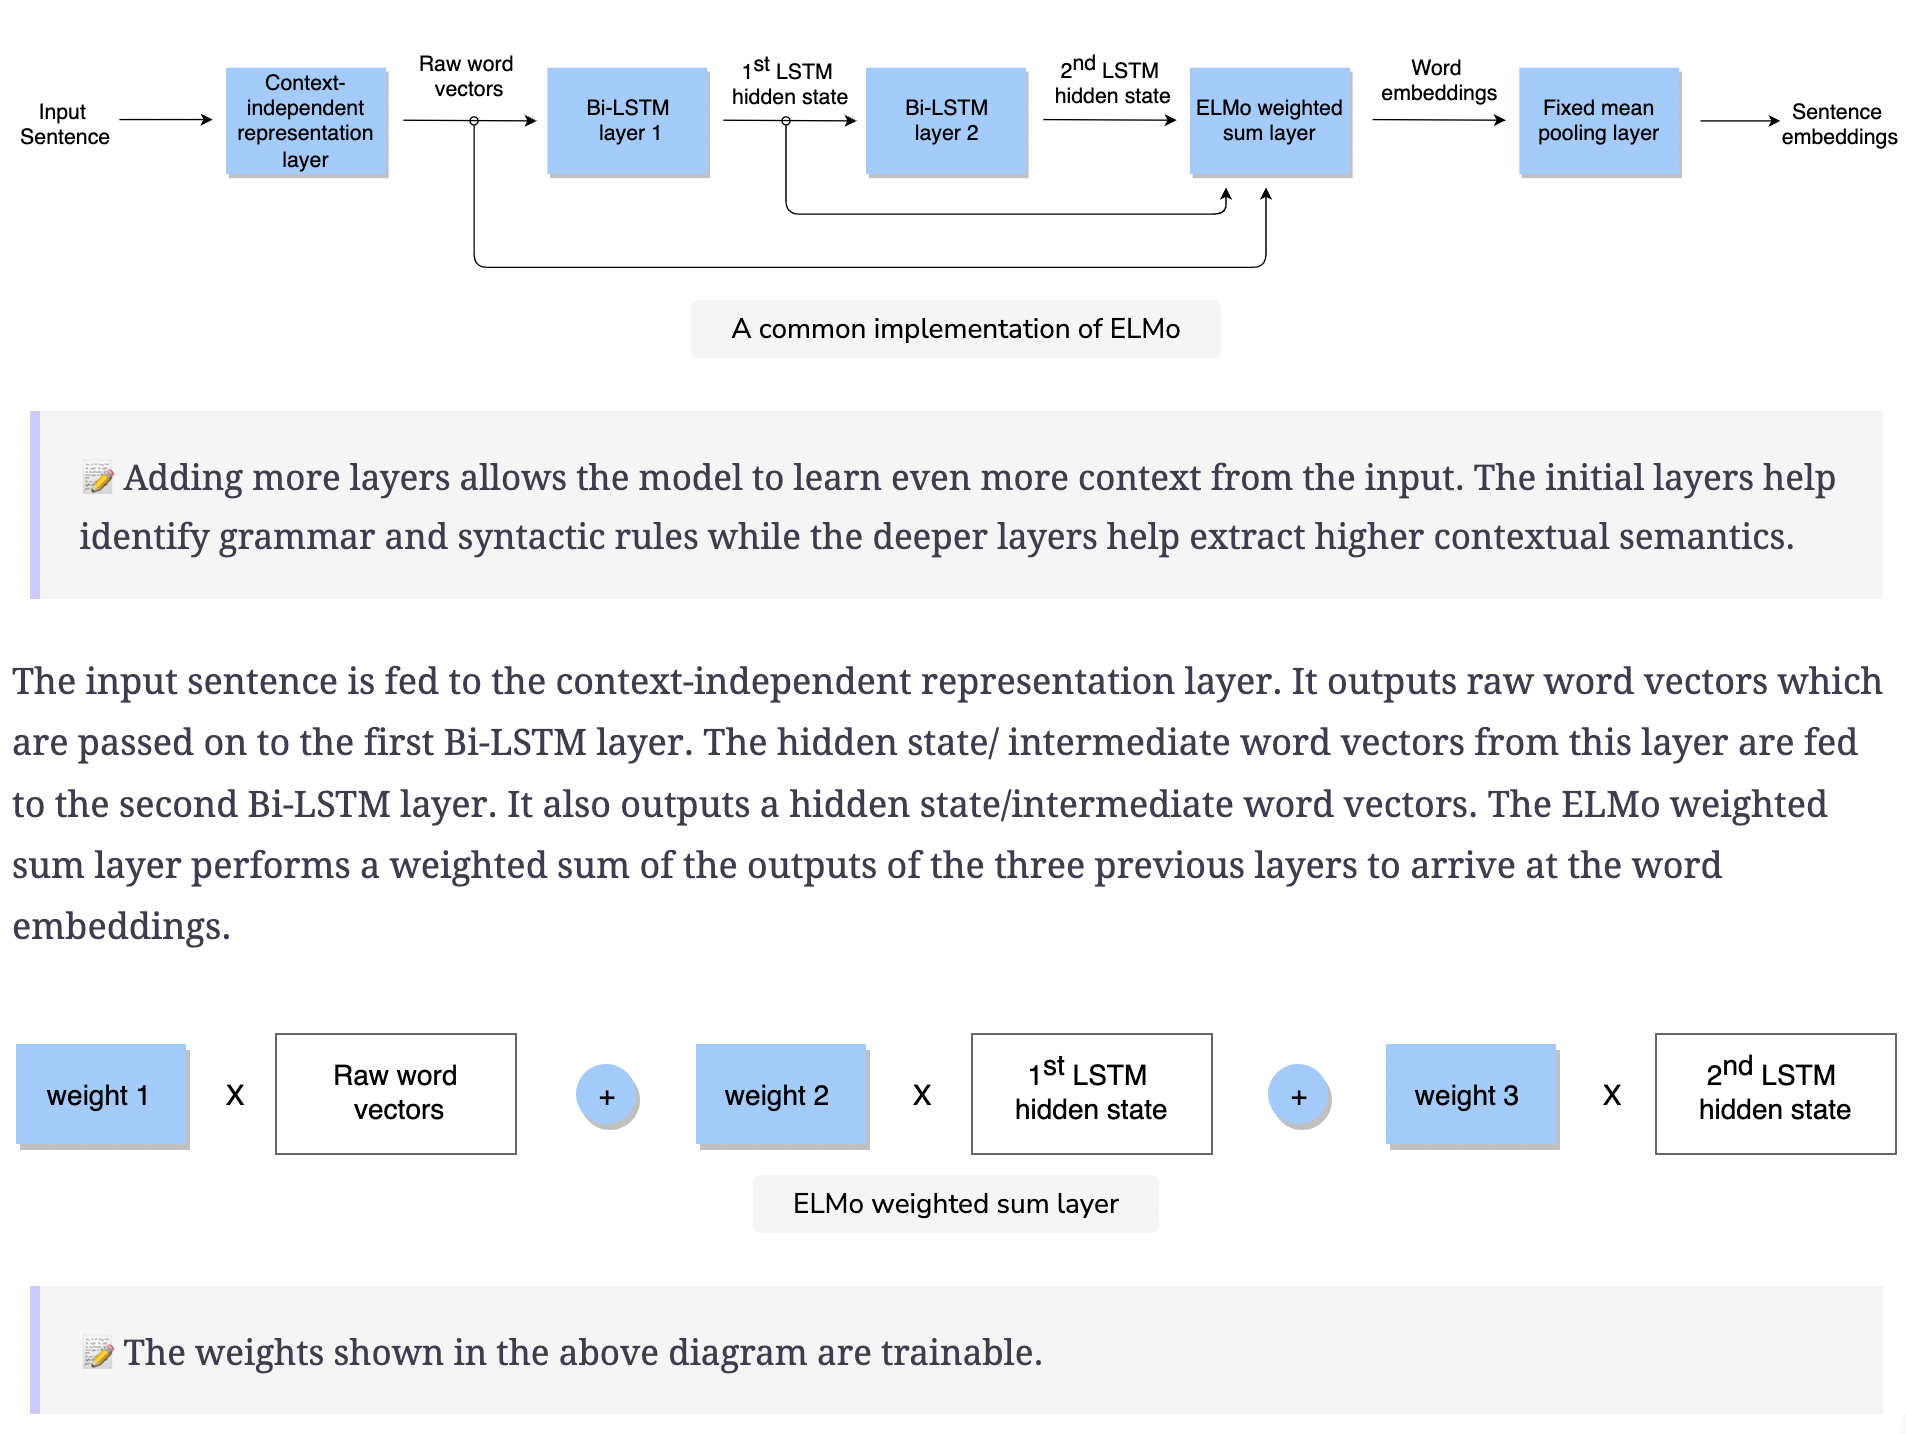 Input
Sentence
Context-
independent
representation
layer
Raw word
vectors
Bi-LSTM
layer 1
1st LSTM
hidden state
Bi-LSTM
layer 2
2nd LSTM
hidden state
ELMo weighted
sum layer
Word
embeddings
Fixed mean
pooling layer
Sentence
embeddings
A common implementation of ELMo
📝 Adding more layers allows the model to learn even more context from the input. The initial layers help
identify grammar and syntactic rules while the deeper layers help extract higher contextual semantics.
The input sentence is fed to the context-independent representation layer. It outputs raw word vectors which
are passed on to the first Bi-LSTM layer. The hidden state/ intermediate word vectors from this layer are fed
to the second Bi-LSTM layer. It also outputs a hidden state/intermediate word vectors. The ELMo weighted
sum layer performs a weighted sum of the outputs of the three previous layers to arrive at the word
embeddings.
weight 1
X
Raw word
vectors
+
weight 2
X
1st LSTM
hidden state
+
weight 3
X
2nd LSTM
hidden state
ELMo weighted sum layer
📝 The weights shown in the above diagram are trainable.